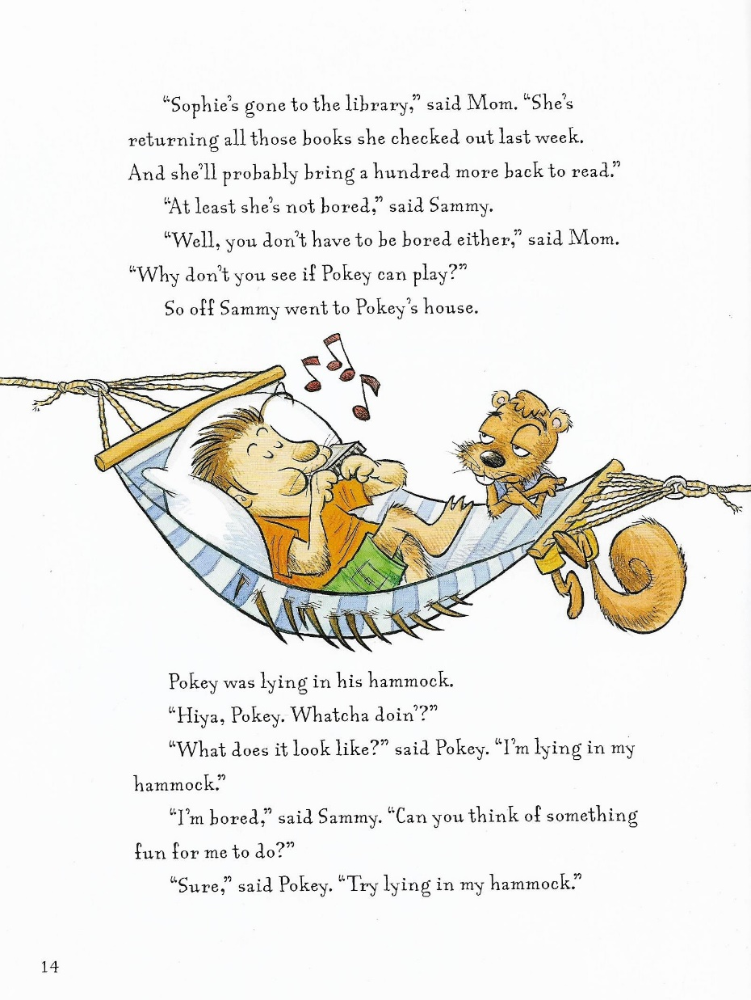 “Sophie’s gone to the library,” said Mom. “She’s
returning all those books she checked out last week.
And she’ll probably bring a hundred more back to read.”
“At least she’s not bored,” said Sammy.
“Well, you don’t have to be bored either,” said Mom.
“Why don’t you see if Pokey can play?”
So off Sammy went to Pokey’s house.
Pokey was lying in his hammock.
“Hiya, Pokey. Whatcha doin’?”
“What does it look like?” said Pokey. “I’m lying in my
hammock.”
“I’m bored,” said Sammy. “Can you think of something
fun for me to do?”
“Sure,” said Pokey. “Try lying in my hammock.”
14